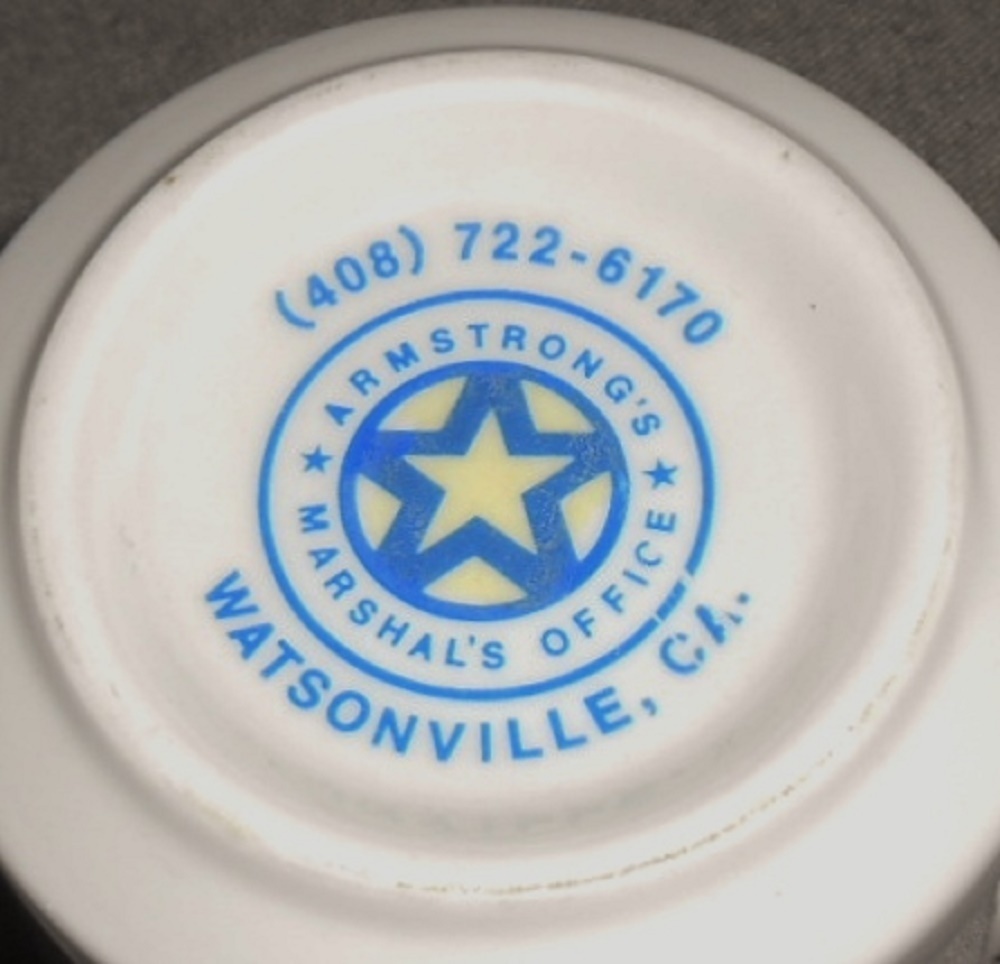 (408) 722-6170
ARMSTRONG'S
MARSHAL'S OFFICE
WATSONVILLE, CA.